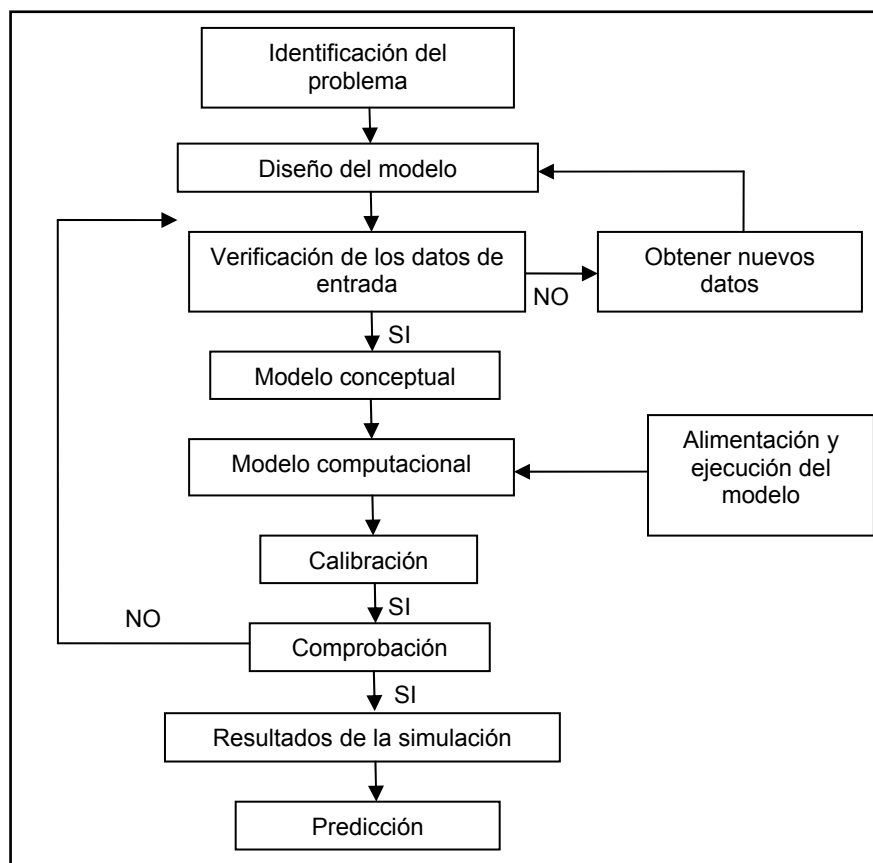 Identificación del
problema
Diseño del modelo
Verificación de los datos de
entrada
Obtener nuevos
datos
NO
SI
Modelo conceptual
Modelo computacional
Alimentación y
ejecución del
modelo
Calibración
SI
NO
Comprobación
SI
Resultados de la simulación
Predicción